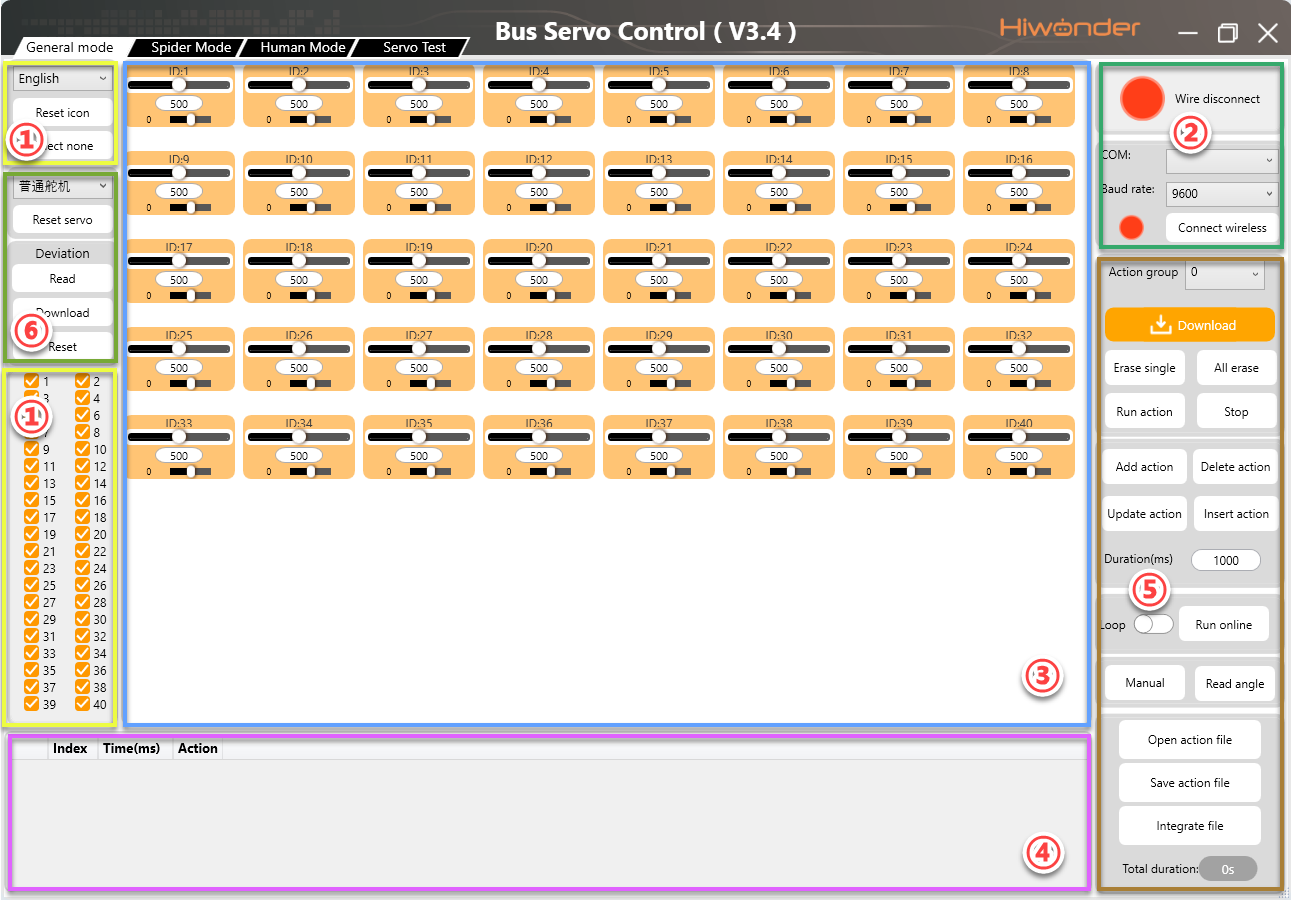 Bus Servo Control ( V3.4 )
Hiwonder
General mode
Spider Mode
Human Mode
Servo Test
English
Reset icon
ect none
①
普通舵机
Reset servo
Deviation
Read
Download
Reset
⑥
1 2
3 4
6
7 8
9 10
11 12
13 14
15 16
17 18
19 20
21 22
23 24
25 26
27 28
29 30
31 32
33 34
35 36
37 38
39 40
①
ID:1 ID:2 ID:3 ID:4 ID:5 ID:6 ID:7 ID:8
500 500 500 500 500 500 500 500
0 0 0 0 0 0 0 0
ID:9 ID:10 ID:11 ID:12 ID:13 ID:14 ID:15 ID:16
500 500 500 500 500 500 500 500
0 0 0 0 0 0 0 0
ID:17 ID:18 ID:19 ID:20 ID:21 ID:22 ID:23 ID:24
500 500 500 500 500 500 500 500
0 0 0 0 0 0 0 0
ID:25 ID:26 ID:27 ID:28 ID:29 ID:30 ID:31 ID:32
500 500 500 500 500 500 500 500
0 0 0 0 0 0 0 0
ID:33 ID:34 ID:35 ID:36 ID:37 ID:38 ID:39 ID:40
500 500 500 500 500 500 500 500
0 0 0 0 0 0 0 0
③
Index Time(ms) Action
④
Wire disconnect
②
COM:
Baud rate: 9600
Connect wireless
Action group 0
Download
Erase single All erase
Run action Stop
Add action Delete action
Update action Insert action
Duration(ms) 1000
⑤
Loop Run online
Manual Read angle
Open action file
Save action file
Integrate file
Total duration: 0s